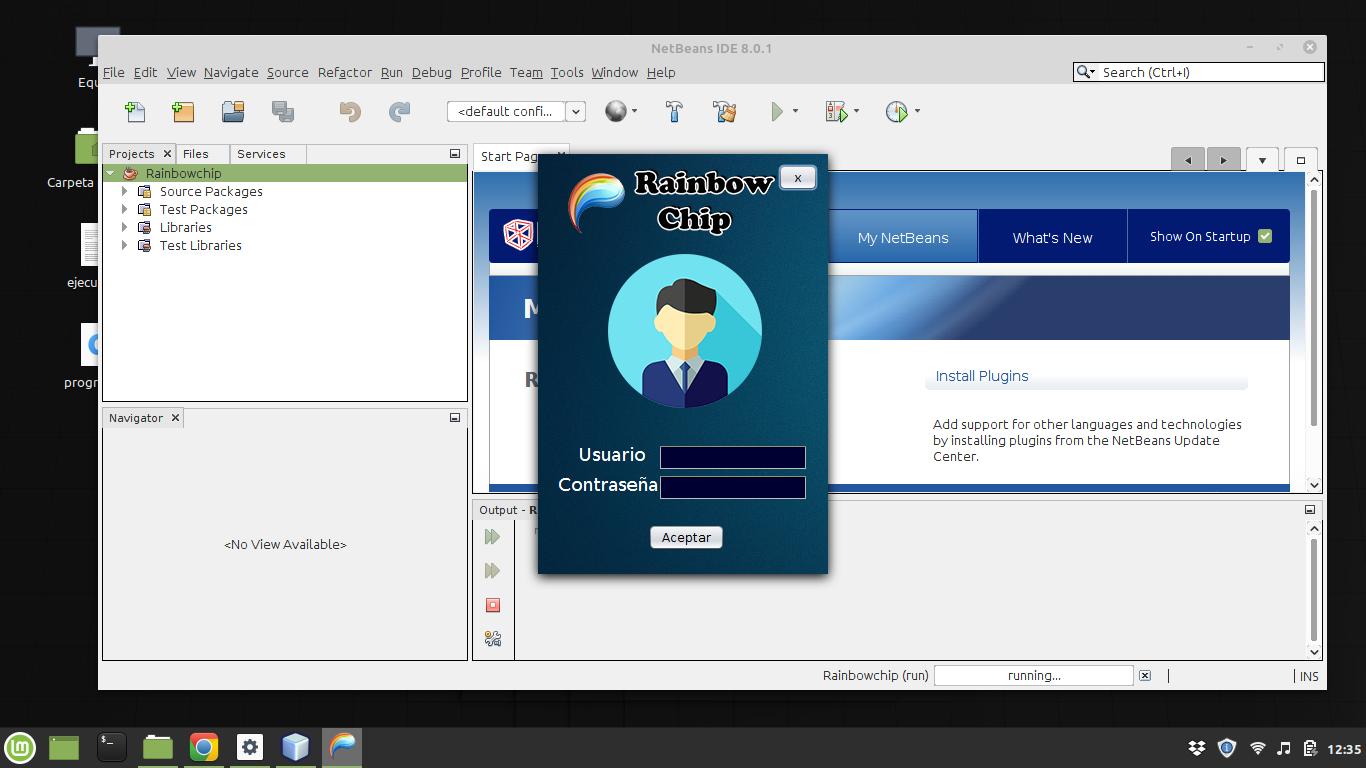 NetBeans IDE 8.0.1
File Edit View Navigate Source Refactor Run Debug Profile Team Tools Window Help
Search (Ctrl+I)
<default confi...
Projects Files Services
Rainbowchip
Source Packages
Test Packages
Libraries
Test Libraries
Navigator
<No View Available>
Start Pag
My NetBeans What's New Show On Startup
M
R
Install Plugins
Add support for other languages and technologies
by installing plugins from the NetBeans Update
Center.
Output - R
Rainbow
Chip
x
Usuario
Contraseña
Aceptar
Rainbowchip (run) running... INS
Equ
Carpeta
ejecu
progr
12:35